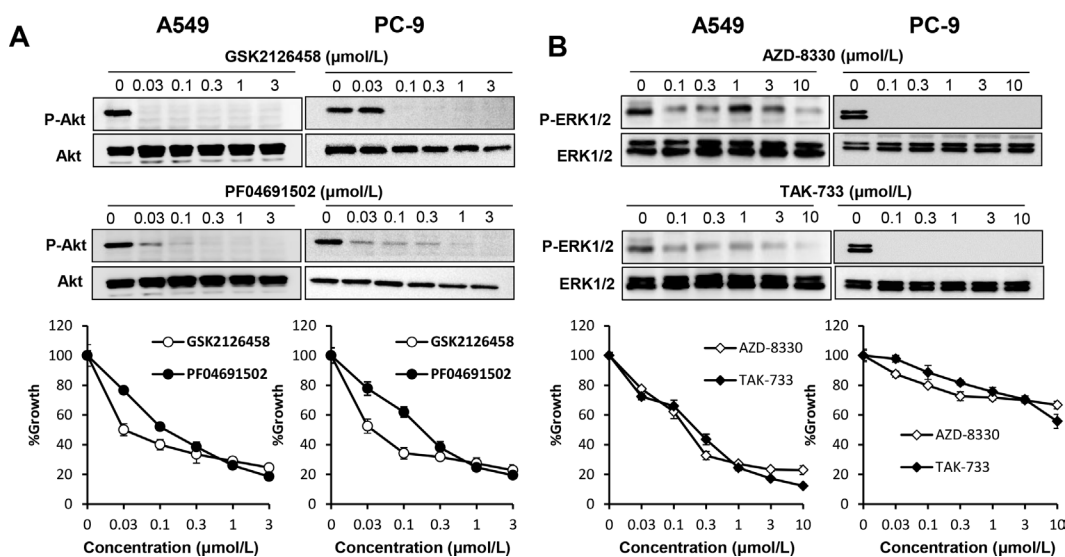 A
A549
PC-9
GSK2126458 (µmol/L)
0 0.03 0.1 0.3 1 3
0 0.03 0.1 0.3 1 3
P-Akt
Akt
PF04691502 (µmol/L)
0 0.03 0.1 0.3 1 3
0 0.03 0.1 0.3 1 3
P-Akt
Akt
120
100
80
60
40
20
0
%Growth
GSK2126458
PF04691502
0 0.03 0.1 0.3 1 3
Concentration (µmol/L)
120
100
80
60
40
20
0
%Growth
GSK2126458
PF04691502
0 0.03 0.1 0.3 1 3
Concentration (µmol/L)
B
A549
PC-9
AZD-8330 (µmol/L)
0 0.1 0.3 1 3 10
0 0.1 0.3 1 3 10
P-ERK1/2
ERK1/2
TAK-733 (µmol/L)
0 0.1 0.3 1 3 10
0 0.1 0.3 1 3 10
P-ERK1/2
ERK1/2
120
100
80
60
40
20
0
%Growth
AZD-8330
TAK-733
0 0.03 0.1 0.3 1 3 10
Concentration (µmol/L)
120
100
80
60
40
20
0
%Growth
AZD-8330
TAK-733
0 0.03 0.1 0.3 1 3 10
Concentration (µmol/L)